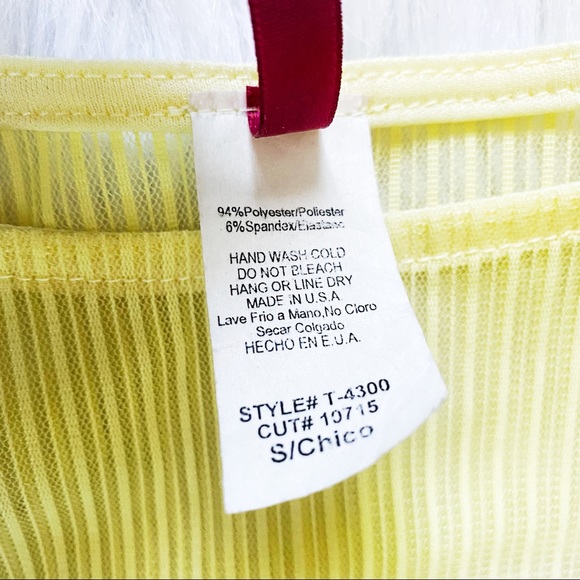 94%Polyester/Poliester
6%Spandex/Elastano
HAND WASH COLD
DO NOT BLEACH
HANG OR LINE DRY
MADE IN U.S.A
Lave Frio a Mano,No Cloro
Secar Colgado
HECHO EN E.U.A.
STYLE# T-4300
CUT# 10715
S/Chico